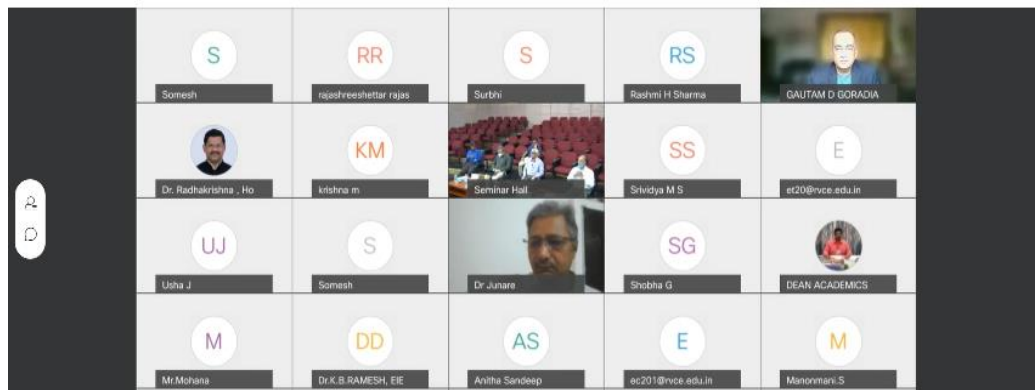 S
RR
S
RS
Somesh
rajashreeshettar rajas
Surbhi
Rashmi H Sharma
GAUTAM D GORADIA
KM
SS
E
Dr. Radhakrishna , Ho
krishna m
Seminar Hall
Srividya M S
et20@rvce.edu.in
UJ
S
SG
Usha J
Somesh
Dr Junare
Shobha G
DEAN ACADEMICS
M
DD
AS
E
M
Mr.Mohana
Dr.K.B.RAMESH, EIE
Anitha Sandeep
ec201@rvce.edu.in
Manonmani.S